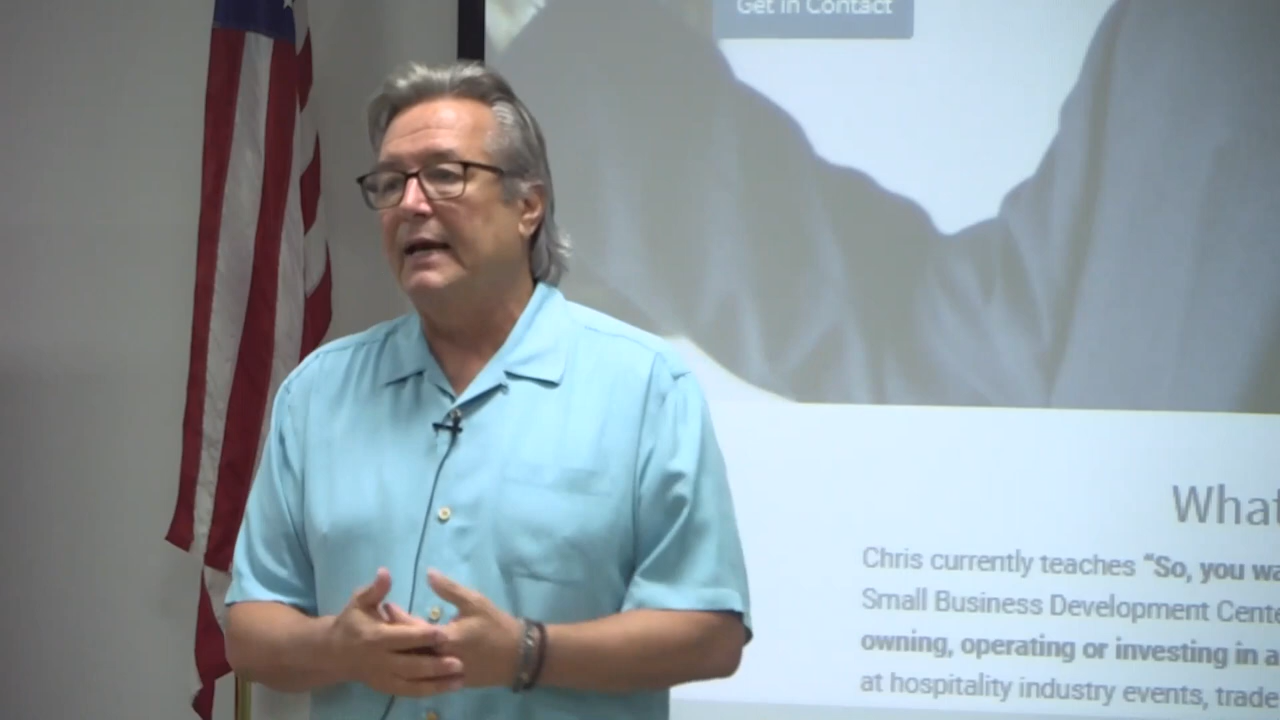 Get in Contact
What
Chris currently teaches “So, you wa
Small Business Development Cente
owning, operating or investing in a
at hospitality industry events, trade